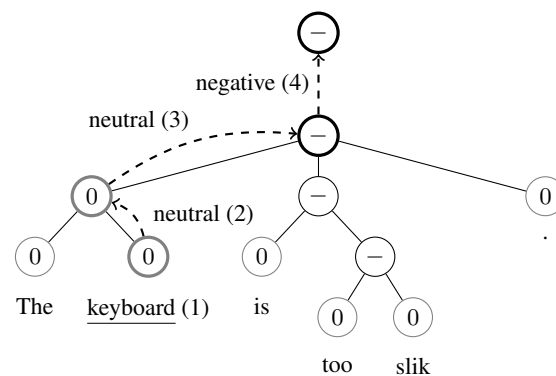 −
negative (4)
neutral (3)
−
0 − 0
neutral (2)
0 0 0 − .
The keyboard (1) is 0 0
too slik